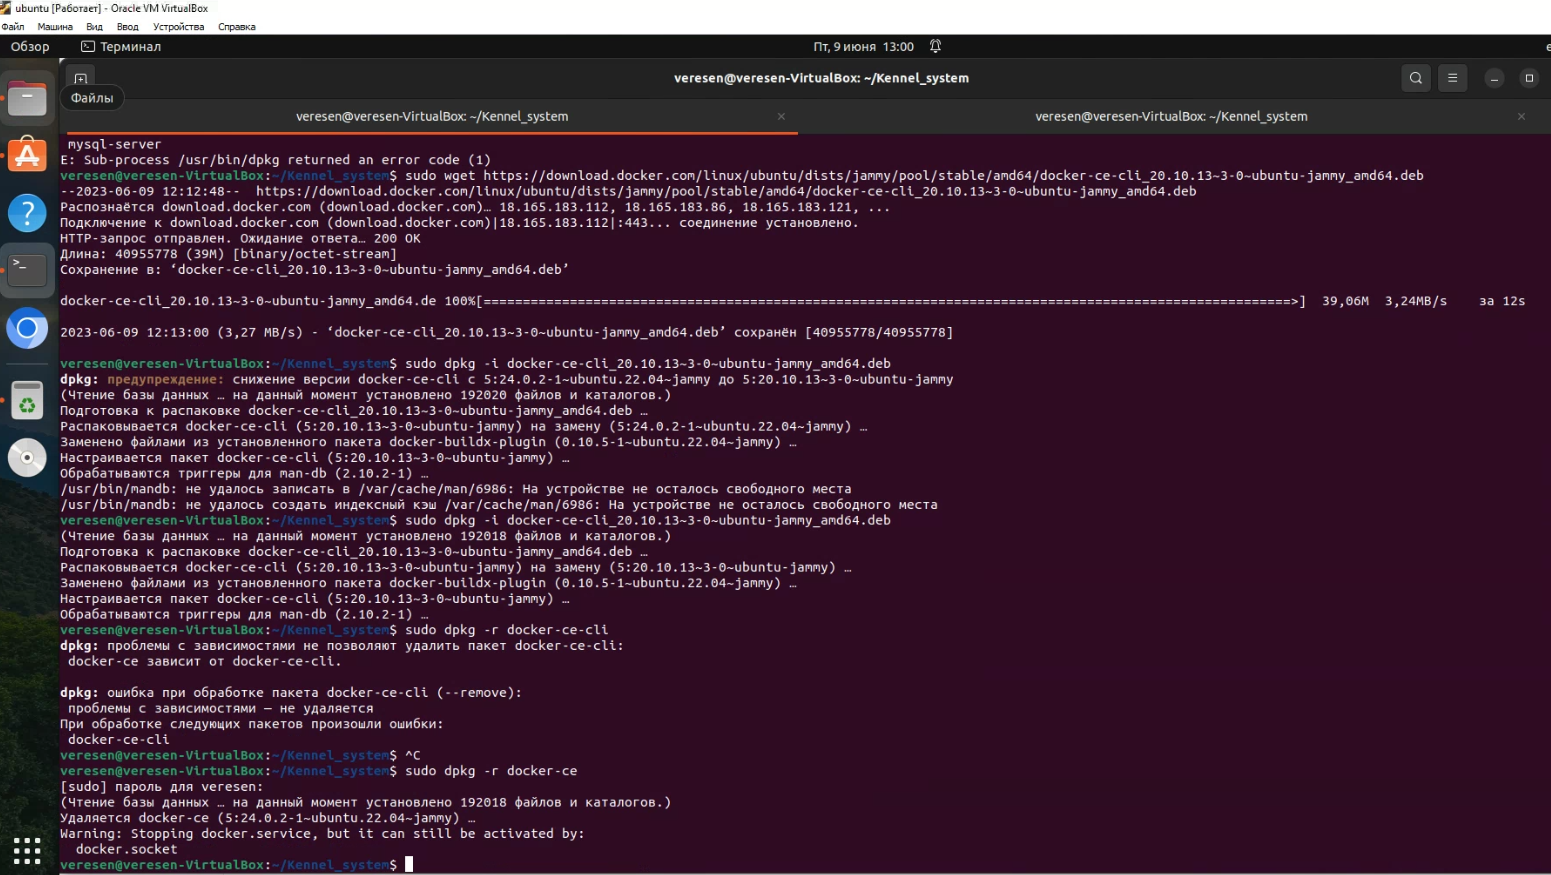 ubuntu [Работает] - Oracle VM VirtualBox
Файл Машина Вид Ввод Устройства Справка
Обзор Терминал Пт, 9 июня 13:00
veresen@veresen-VirtualBox: ~/Kennel_system
Файлы
veresen@veresen-VirtualBox: ~/Kennel_system veresen@veresen-VirtualBox: ~/Kennel_system
mysql-server
E: Sub-process /usr/bin/dpkg returned an error code (1)
veresen@veresen-VirtualBox:~/Kennel_system$ sudo wget https://download.docker.com/linux/ubuntu/dists/jammy/pool/stable/amd64/docker-ce-cli_20.10.13~3-0~ubuntu-jammy_amd64.deb
--2023-06-09 12:12:48-- https://download.docker.com/linux/ubuntu/dists/jammy/pool/stable/amd64/docker-ce-cli_20.10.13~3-0~ubuntu-jammy_amd64.deb
Распознаётся download.docker.com (download.docker.com)… 18.165.183.112, 18.165.183.86, 18.165.183.121, ...
Подключение к download.docker.com (download.docker.com)|18.165.183.112|:443... соединение установлено.
HTTP-запрос отправлен. Ожидание ответа… 200 OK
Длина: 40955778 (39M) [binary/octet-stream]
Сохранение в: ‘docker-ce-cli_20.10.13~3-0~ubuntu-jammy_amd64.deb’
docker-ce-cli_20.10.13~3-0~ubuntu-jammy_amd64.de 100%[=======================================================================================================>] 39,06M 3,24MB/s за 12s
2023-06-09 12:13:00 (3,27 MB/s) - ‘docker-ce-cli_20.10.13~3-0~ubuntu-jammy_amd64.deb’ сохранён [40955778/40955778]
veresen@veresen-VirtualBox:~/Kennel_system$ sudo dpkg -i docker-ce-cli_20.10.13~3-0~ubuntu-jammy_amd64.deb
dpkg: предупреждение: снижение версии docker-ce-cli с 5:24.0.2-1~ubuntu.22.04~jammy до 5:20.10.13~3-0~ubuntu-jammy
(Чтение базы данных … на данный момент установлено 192020 файлов и каталогов.)
Подготовка к распаковке docker-ce-cli_20.10.13~3-0~ubuntu-jammy_amd64.deb …
Распаковывается docker-ce-cli (5:20.10.13~3-0~ubuntu-jammy) на замену (5:24.0.2-1~ubuntu.22.04~jammy) …
Заменено файлами из установленного пакета docker-buildx-plugin (0.10.5-1~ubuntu.22.04~jammy) …
Настраивается пакет docker-ce-cli (5:20.10.13~3-0~ubuntu-jammy) …
Обрабатываются триггеры для man-db (2.10.2-1) …
/usr/bin/mandb: не удалось записать в /var/cache/man/6986: На устройстве не осталось свободного места
/usr/bin/mandb: не удалось создать индексный кэш /var/cache/man/6986: На устройстве не осталось свободного места
veresen@veresen-VirtualBox:~/Kennel_system$ sudo dpkg -i docker-ce-cli_20.10.13~3-0~ubuntu-jammy_amd64.deb
(Чтение базы данных … на данный момент установлено 192018 файлов и каталогов.)
Подготовка к распаковке docker-ce-cli_20.10.13~3-0~ubuntu-jammy_amd64.deb …
Распаковывается docker-ce-cli (5:20.10.13~3-0~ubuntu-jammy) на замену (5:20.10.13~3-0~ubuntu-jammy) …
Заменено файлами из установленного пакета docker-buildx-plugin (0.10.5-1~ubuntu.22.04~jammy) …
Настраивается пакет docker-ce-cli (5:20.10.13~3-0~ubuntu-jammy) …
Обрабатываются триггеры для man-db (2.10.2-1) …
veresen@veresen-VirtualBox:~/Kennel_system$ sudo dpkg -r docker-ce-cli
dpkg: проблемы с зависимостями не позволяют удалить пакет docker-ce-cli:
docker-ce зависит от docker-ce-cli.
dpkg: ошибка при обработке пакета docker-ce-cli (--remove):
проблемы с зависимостями — не удаляется
При обработке следующих пакетов произошли ошибки:
docker-ce-cli
veresen@veresen-VirtualBox:~/Kennel_system$ ^C
veresen@veresen-VirtualBox:~/Kennel_system$ sudo dpkg -r docker-ce
[sudo] пароль для veresen:
(Чтение базы данных … на данный момент установлено 192018 файлов и каталогов.)
Удаляется docker-ce (5:24.0.2-1~ubuntu.22.04~jammy) …
Warning: Stopping docker.service, but it can still be activated by:
docker.socket
veresen@veresen-VirtualBox:~/Kennel_system$